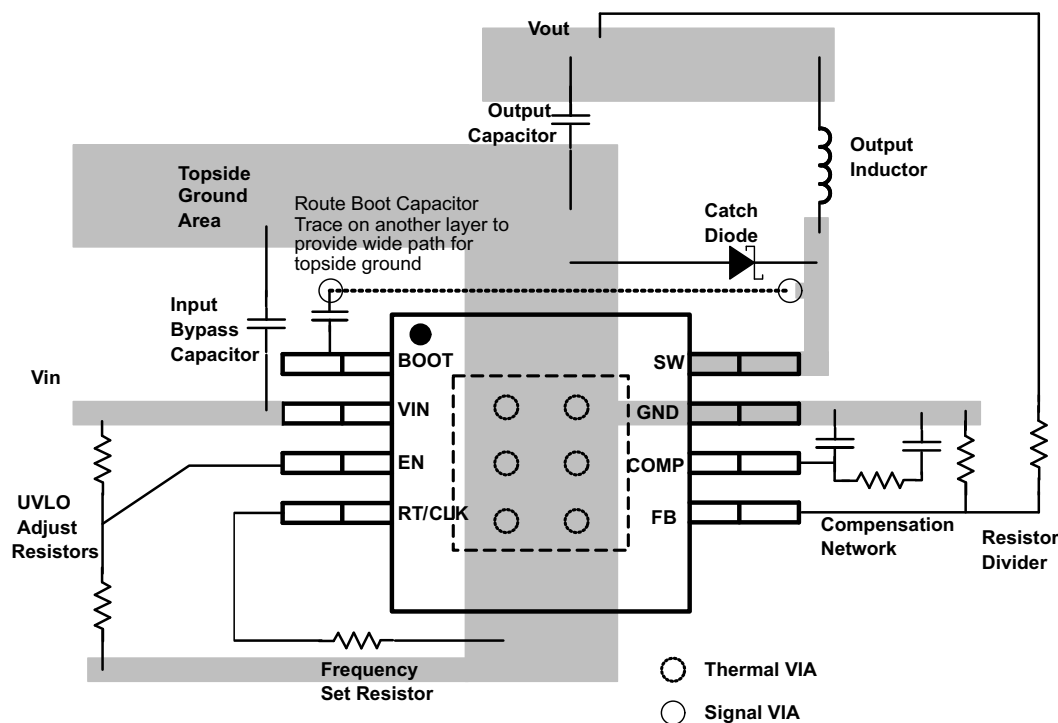 Vout
Output
Capacitor
Output
Inductor
Topside
Ground
Area
Route Boot Capacitor
Trace on another layer to
provide wide path for
topside ground
Catch
Diode
Input
Bypass
Capacitor
Vin
BOOT
SW
VIN
GND
EN
COMP
RT/CLK
FB
UVLO
Adjust
Resistors
Compensation
Network
Resistor
Divider
Frequency
Set Resistor
Thermal VIA
Signal VIA